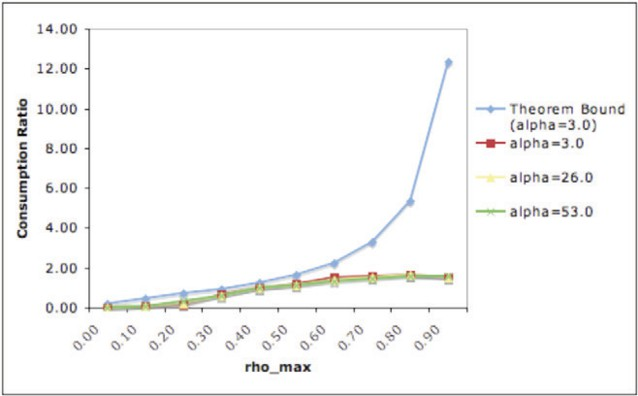 14.00
12.00
10.00
8.00
6.00
4.00
2.00
0.00
Consumption Ratio
0.00
0.10
0.20
0.30
0.40
0.50
0.60
0.70
0.80
0.90
rho_max
Theorem Bound
(alpha=3.0)
alpha=3.0
alpha=26.0
alpha=53.0